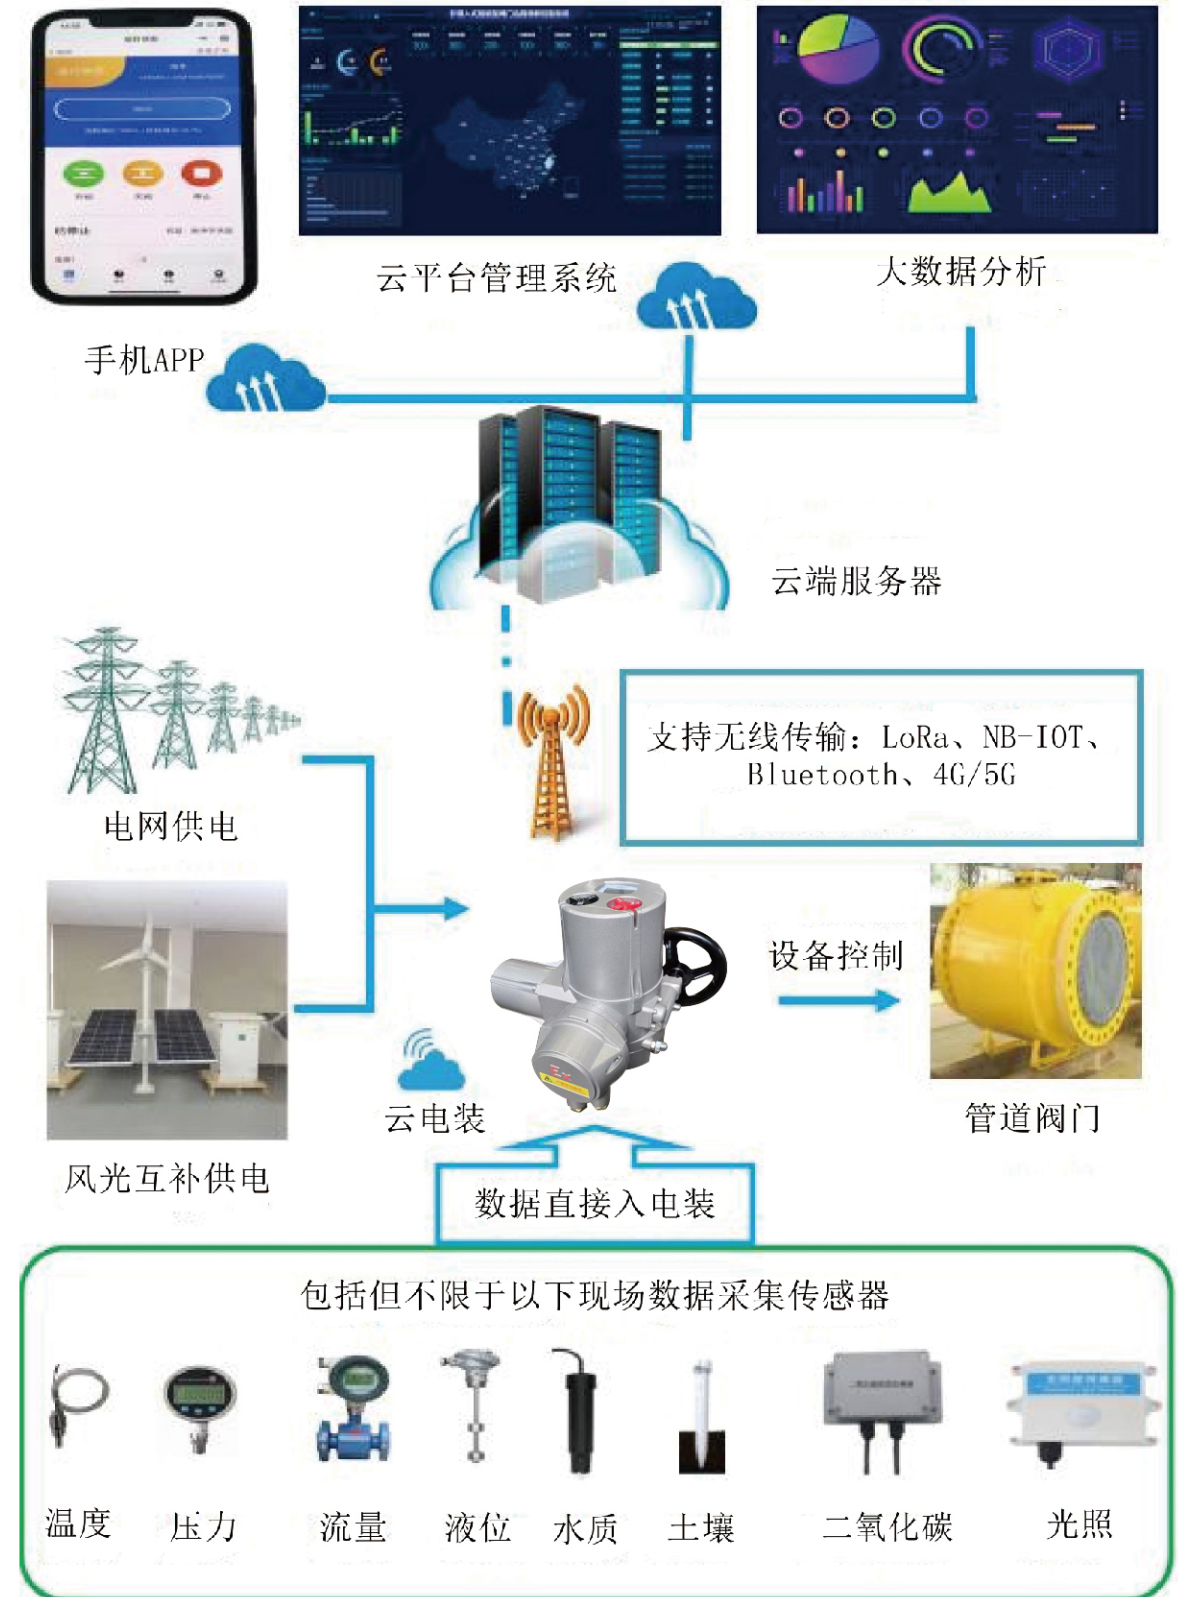 云平台管理系统
大数据分析
手机APP
云端服务器
支持无线传输：LoRa、NB-IOT、
Bluetooth、4G/5G
电网供电
设备控制
云电装
管道阀门
风光互补供电
数据直接入电装
包括但不限于以下现场数据采集传感器
温度
压力
流量
液位
水质
土壤
二氧化碳
光照